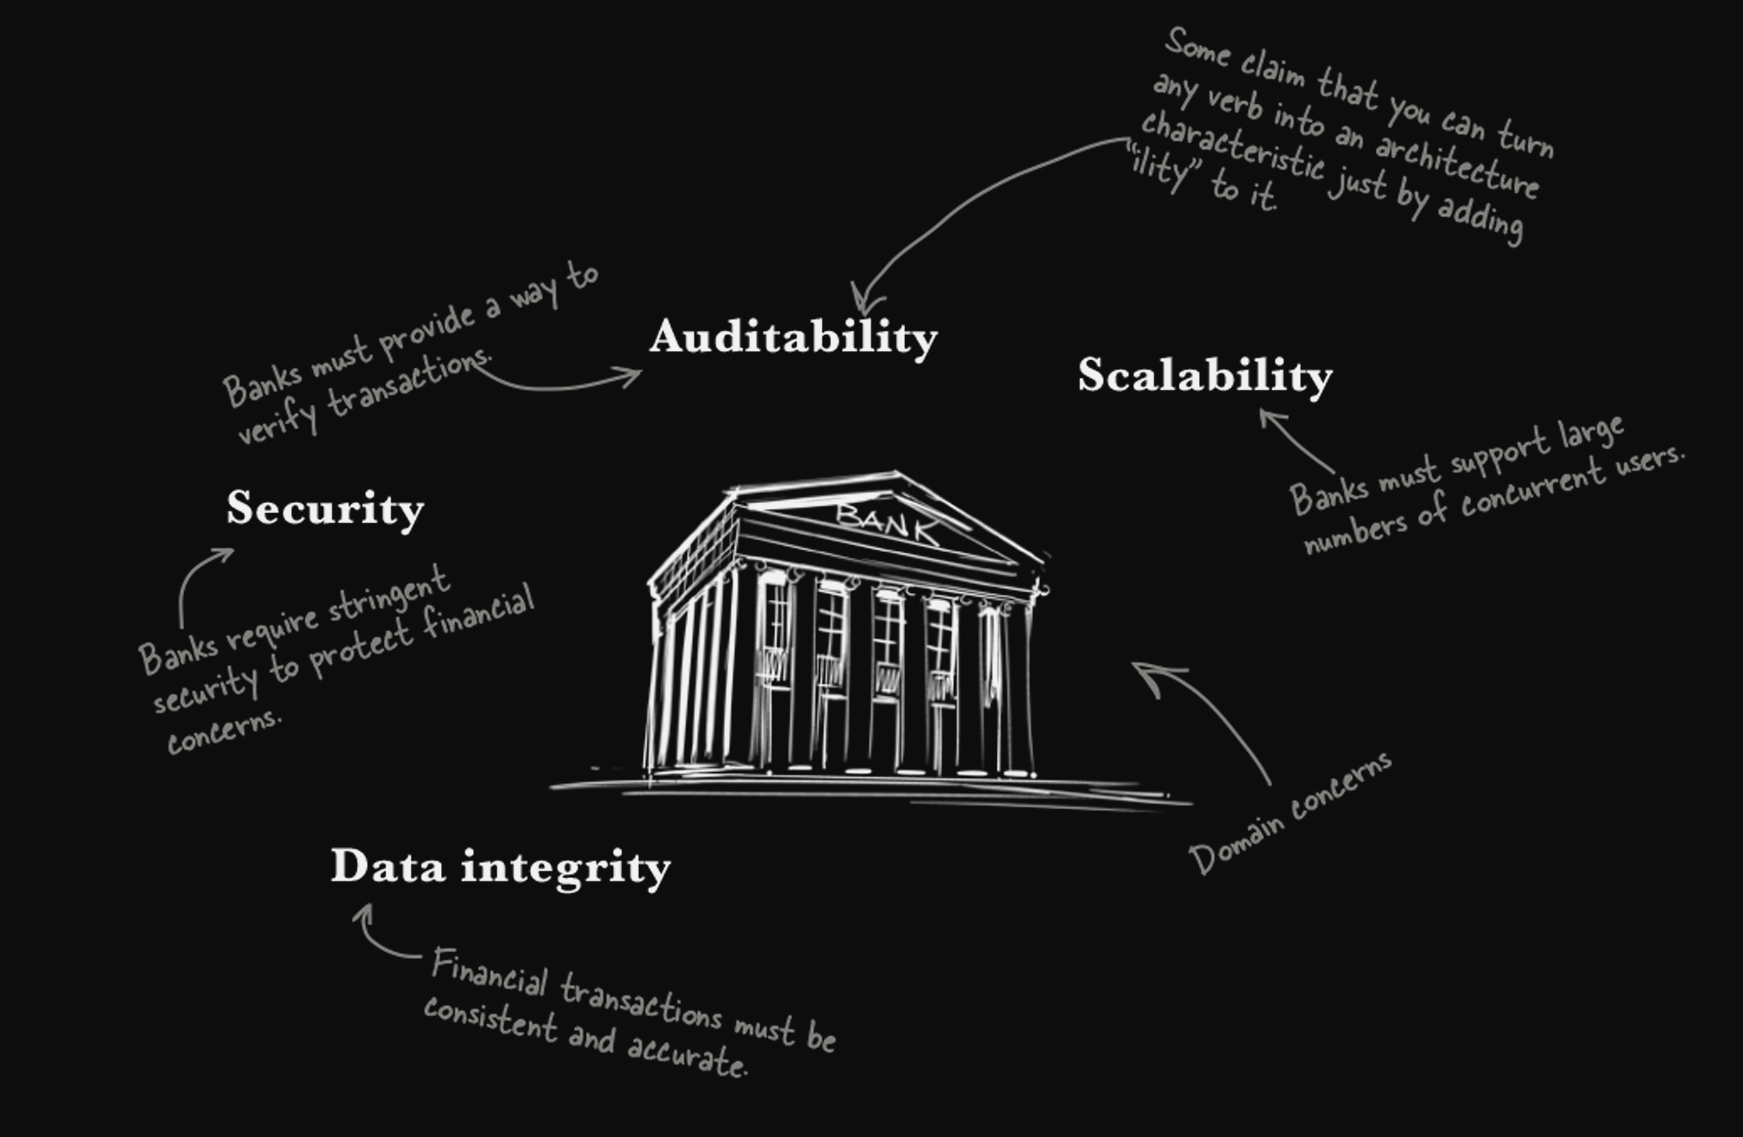 Some claim that you can turn
any verb into an architecture
characteristic just by adding
“ility” to it.
Banks must provide a way to
verify transactions.
Auditability
Scalability
Banks must support large
numbers of concurrent users.
Security
Banks require stringent
security to protect financial
concerns.
BANK
Domain concerns
Data integrity
Financial transactions must be
consistent and accurate.